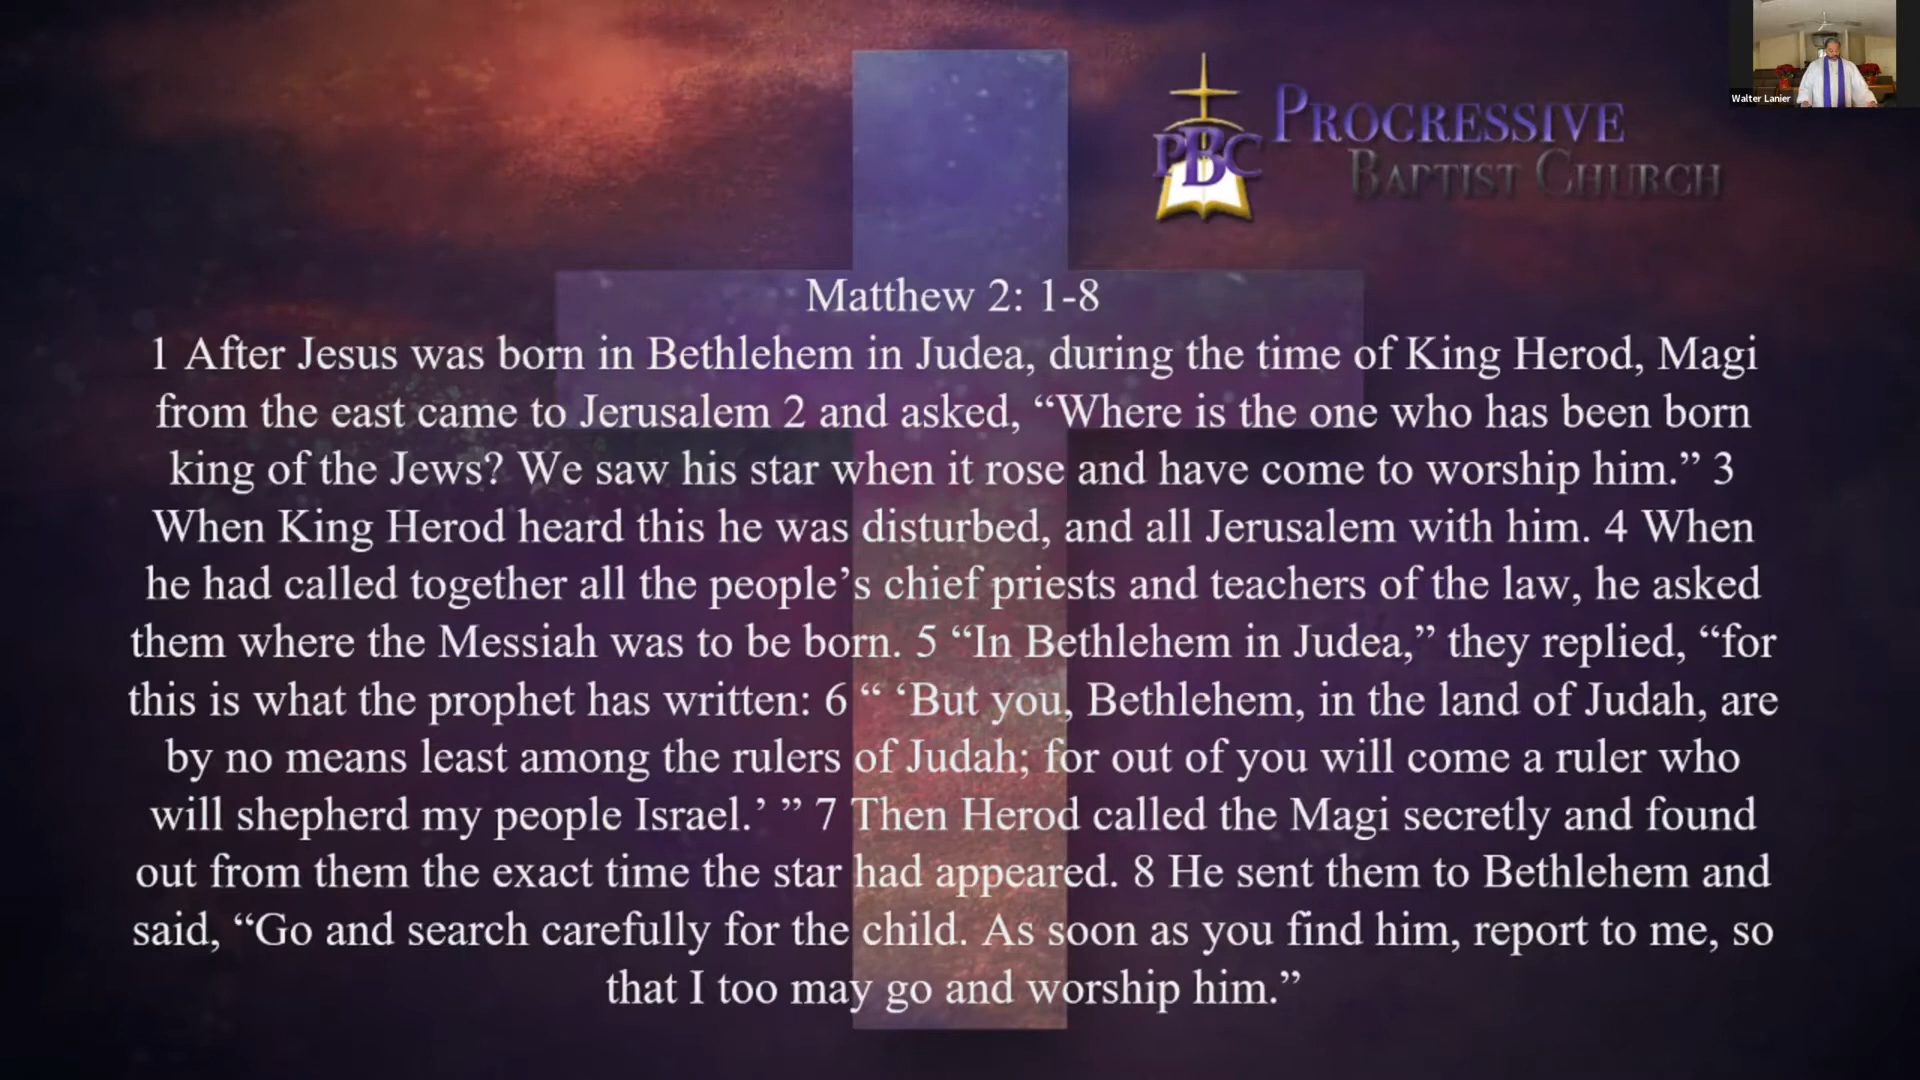 PBC
PROGRESSIVE
BAPTIST CHURCH
Walter Lanier
Matthew 2: 1-8
1 After Jesus was born in Bethlehem in Judea, during the time of King Herod, Magi
from the east came to Jerusalem 2 and asked, “Where is the one who has been born
king of the Jews? We saw his star when it rose and have come to worship him.” 3
When King Herod heard this he was disturbed, and all Jerusalem with him. 4 When
he had called together all the people’s chief priests and teachers of the law, he asked
them where the Messiah was to be born. 5 “In Bethlehem in Judea,” they replied, “for
this is what the prophet has written: 6 “ ‘But you, Bethlehem, in the land of Judah, are
by no means least among the rulers of Judah; for out of you will come a ruler who
will shepherd my people Israel.’ ” 7 Then Herod called the Magi secretly and found
out from them the exact time the star had appeared. 8 He sent them to Bethlehem and
said, “Go and search carefully for the child. As soon as you find him, report to me, so
that I too may go and worship him.”